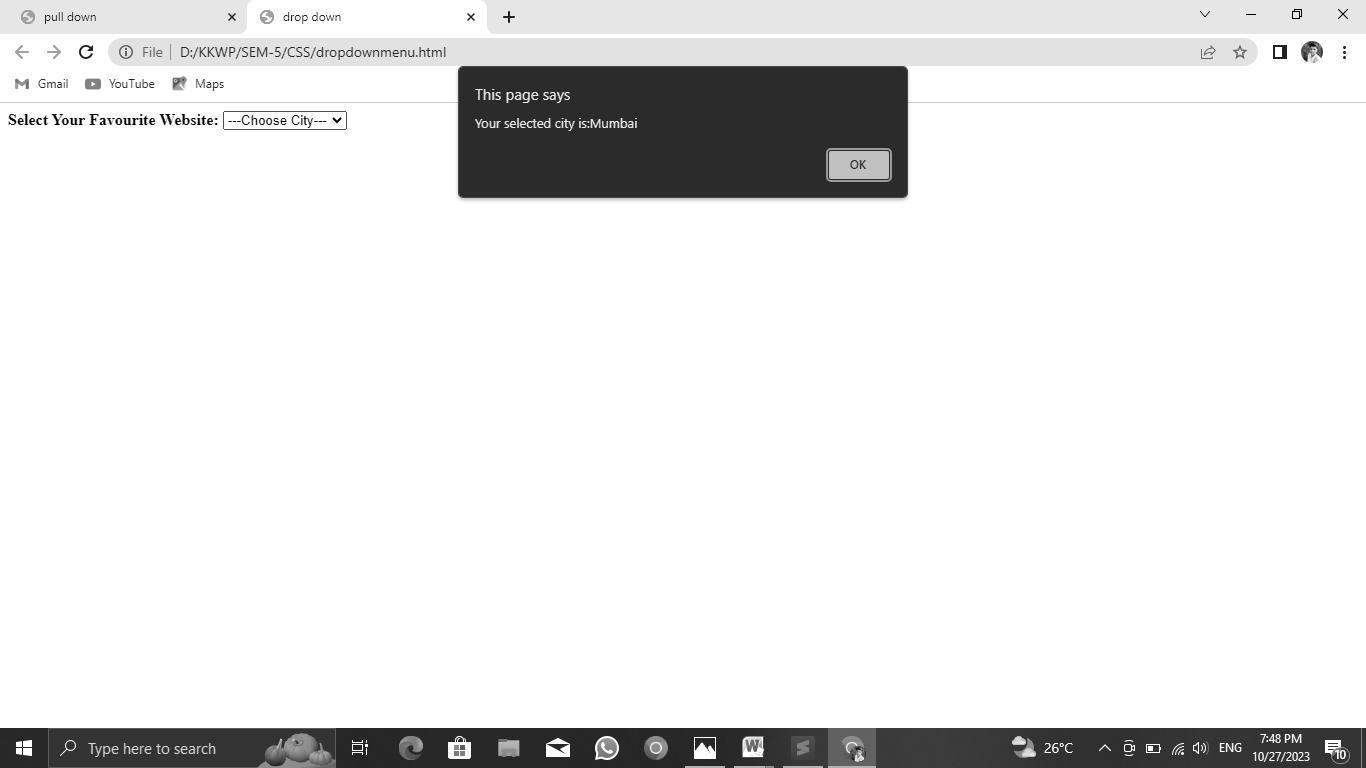 pull down
drop down
File D:/KKWP/SEM-5/CSS/dropdownmenu.html
Gmail YouTube Maps
This page says
Your selected city is:Mumbai
OK
Select Your Favourite Website: ---Choose City---
Type here to search
26°C
ENG
7:48 PM
10/27/2023
10